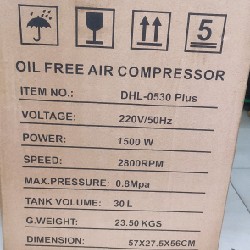 5
OIL FREE AIR COMPRESSOR
ITEM NO.: DHL-0530 Plus
VOLTAGE: 220V/50Hz
POWER: 1500 W
SPEED: 2800RPM
MAX.PRESSURE: 0.8Mpa
TANK VOLUME: 30 L
G.WEIGHT: 23.50 KGS
DIMENSION: 57X27.5X56CM